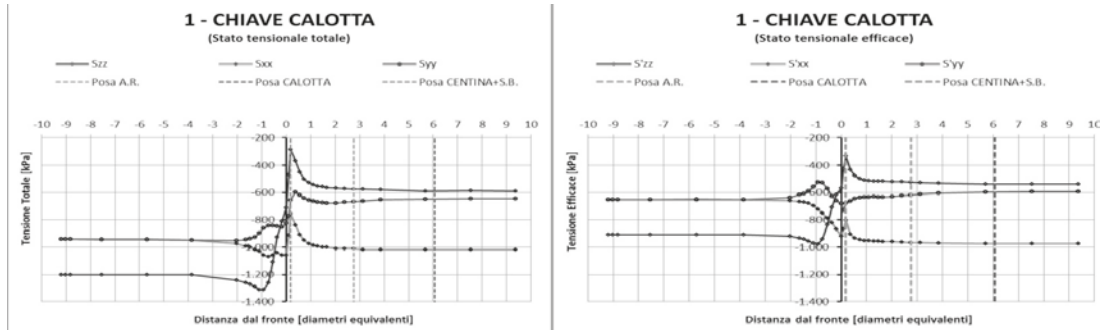 1 - CHIAVE CALOTTA
(Stato tensionale totale)
Szz Sxx Syy
Posa A.R. Posa CALOTTA Posa CENTINA+S.B.
-10 -9 -8 -7 -6 -5 -4 -3 -2 -1 0 1 2 3 4 5 6 7 8 9 10
-200
-400
-600
-800
-1.000
-1.200
-1.400
Tensione Totale [kPa]
Distanza dal fronte [diametri equivalenti]
1 - CHIAVE CALOTTA
(Stato tensionale efficace)
S'zz S'xx S'yy
Posa A.R. Posa CALOTTA Posa CENTINA+S.B.
-10 -9 -8 -7 -6 -5 -4 -3 -2 -1 0 1 2 3 4 5 6 7 8 9 10
-200
-400
-600
-800
-1.000
-1.200
-1.400
Tensione Efficace [kPa]
Distanza dal fronte [diametri equivalenti]